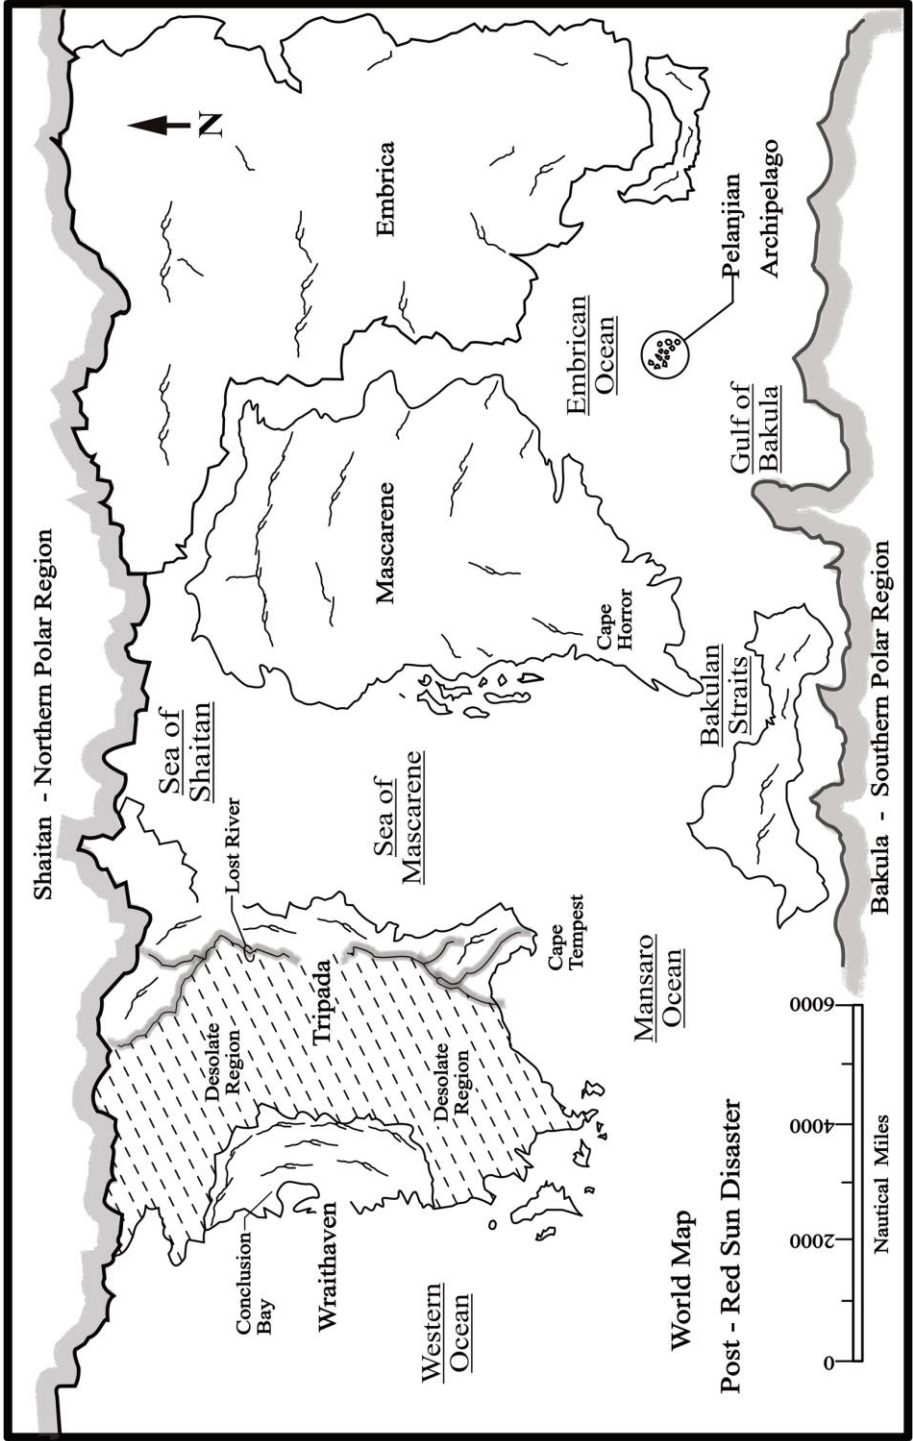 Shaitan - Northern Polar Region
N
Sea of
Shaitan
Lost River
Conclusion
Bay
Wraithaven
Desolate
Region
Tripada
Desolate
Region
Sea of
Mascarene
Mascarene
Embrica
Western
Ocean
Cape
Tempest
Cape
Horror
Embrican
Ocean
Mansaro
Ocean
Bakulan
Straits
Gulf of
Bakula
Pelanjian
Archipelago
World Map
Post - Red Sun Disaster
0
2000
4000
6000
Nautical Miles
Bakula - Southern Polar Region